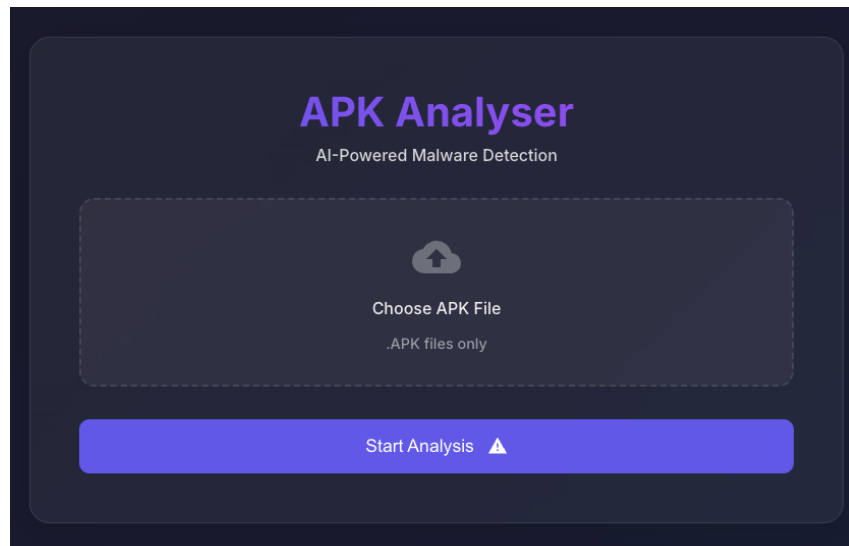 APK Analyser
AI-Powered Malware Detection
Choose APK File
.APK files only
Start Analysis